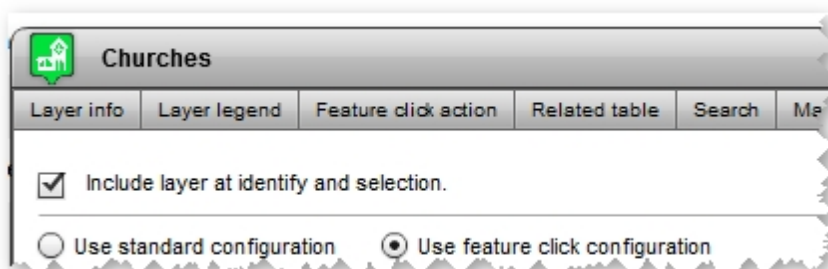 Churches
Layer info Layer legend Feature click action Related table Search Ma
Include layer at identify and selection.
Use standard configuration Use feature click configuration